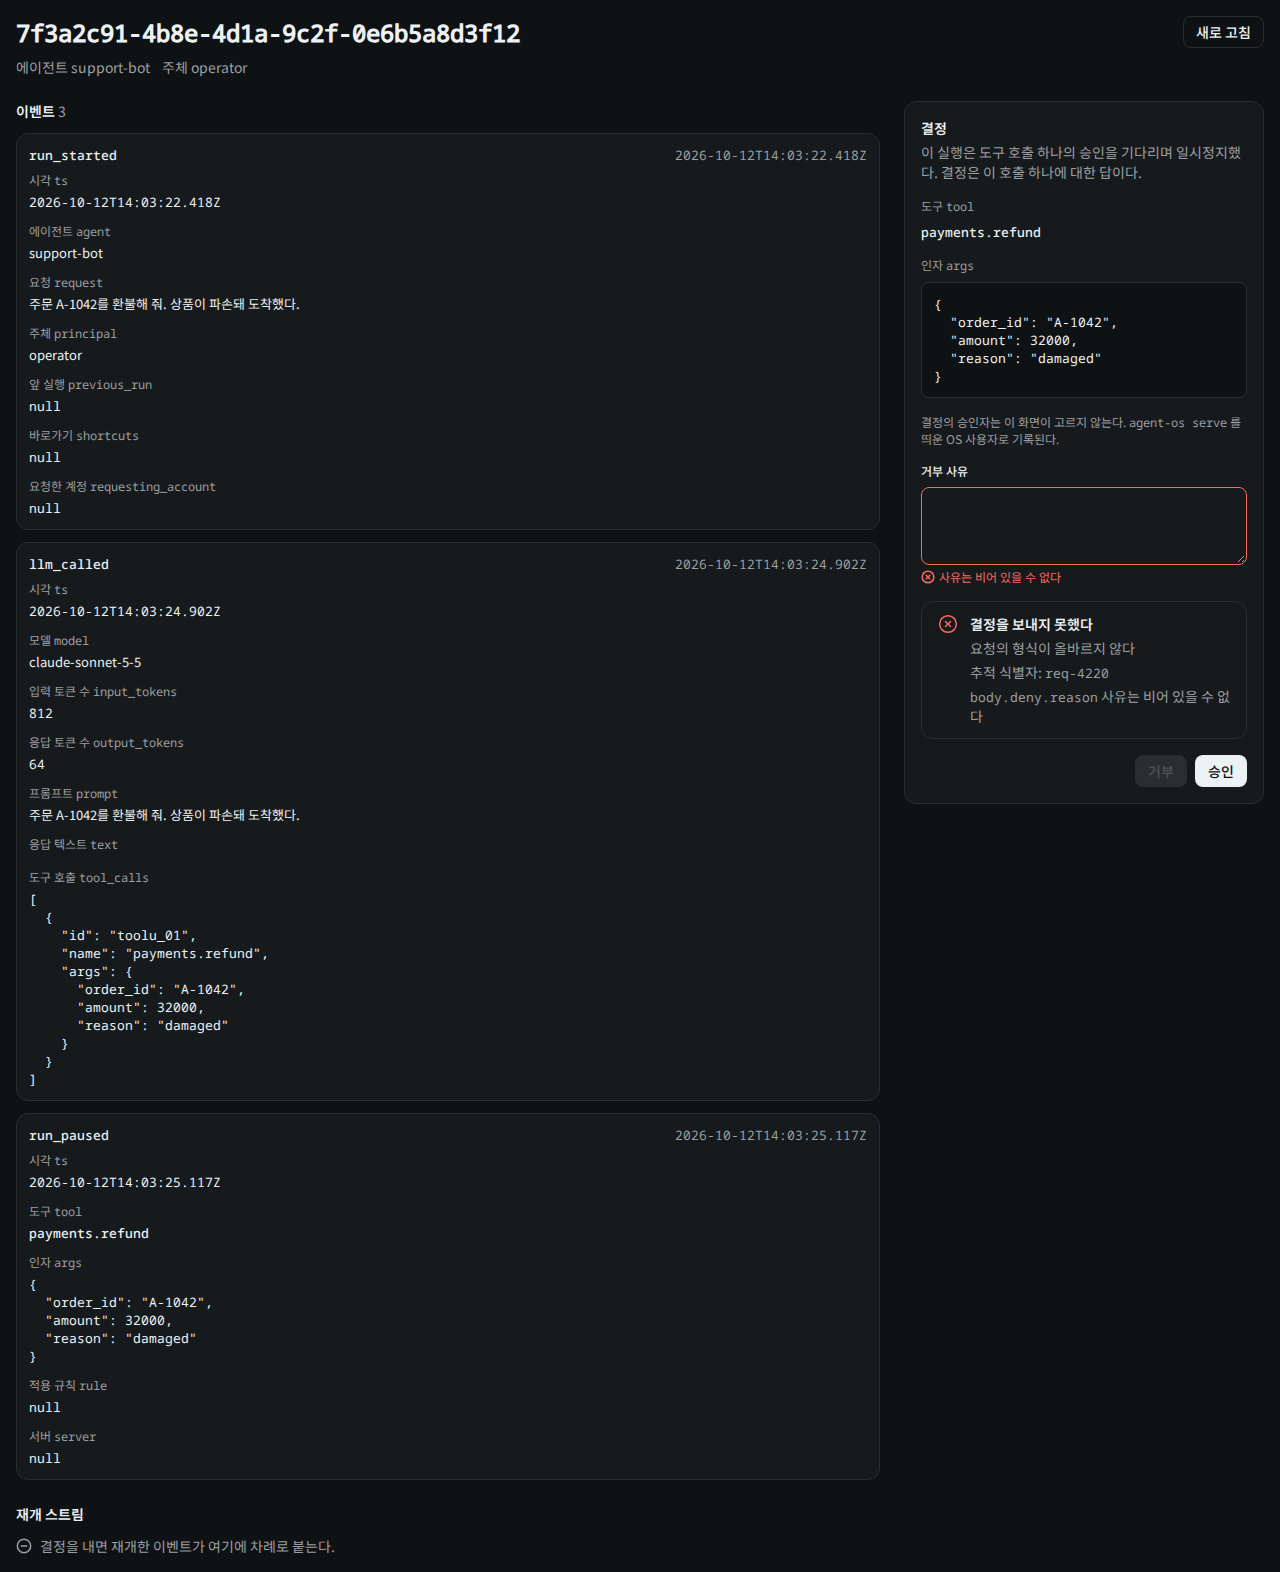 7f3a2c91-4b8e-4d1a-9c2f-0e6b5a8d3f12
새로 고침
에이전트 support-bot 주체 operator
이벤트 3
run_started 2026-10-12T14:03:22.418Z
시각 ts
2026-10-12T14:03:22.418Z
에이전트 agent
support-bot
요청 request
주문 A-1042를 환불해 줘. 상품이 파손돼 도착했다.
주체 principal
operator
앞 실행 previous_run
null
바로가기 shortcuts
null
요청한 계정 requesting_account
null
llm_called 2026-10-12T14:03:24.902Z
시각 ts
2026-10-12T14:03:24.902Z
모델 model
claude-sonnet-5-5
입력 토큰 수 input_tokens
812
응답 토큰 수 output_tokens
64
프롬프트 prompt
주문 A-1042를 환불해 줘. 상품이 파손돼 도착했다.
응답 텍스트 text
도구 호출 tool_calls
[
  {
    "id": "toolu_01",
    "name": "payments.refund",
    "args": {
      "order_id": "A-1042",
      "amount": 32000,
      "reason": "damaged"
    }
  }
]
run_paused 2026-10-12T14:03:25.117Z
시각 ts
2026-10-12T14:03:25.117Z
도구 tool
payments.refund
인자 args
{
  "order_id": "A-1042",
  "amount": 32000,
  "reason": "damaged"
}
적용 규칙 rule
null
서버 server
null
재개 스트림
결정을 내면 재개한 이벤트가 여기에 차례로 붙는다.
결정
이 실행은 도구 호출 하나의 승인을 기다리며 일시정지했
다. 결정은 이 호출 하나에 대한 답이다.
도구 tool
payments.refund
인자 args
{
  "order_id": "A-1042",
  "amount": 32000,
  "reason": "damaged"
}
결정의 승인자는 이 화면이 고르지 않는다. agent-os serve 를
띄운 OS 사용자로 기록된다.
거부 사유
사유는 비어 있을 수 없다
결정을 보내지 못했다
요청의 형식이 올바르지 않다
추적 식별자: req-4220
body.deny.reason 사유는 비어 있을 수 없
다
거부 승인